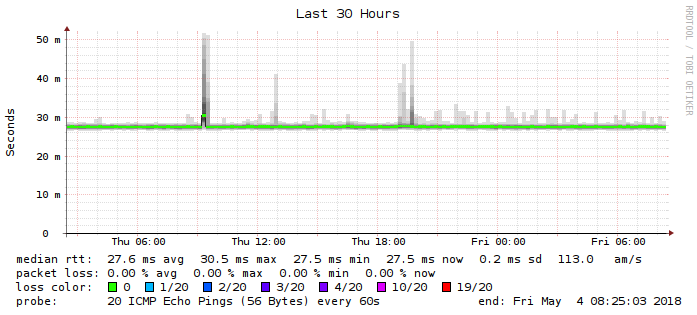 Last 30 Hours
RRDTOOL / TOBI OETIKER
Seconds
50 m
40 m
30 m
20 m
10 m
0
Thu 06:00 Thu 12:00 Thu 18:00 Fri 00:00 Fri 06:00
median rtt: 27.6 ms avg 30.5 ms max 27.5 ms min 27.5 ms now 0.2 ms sd 113.0 am/s
packet loss: 0.00 % avg 0.00 % max 0.00 % min 0.00 % now
loss color: 0 1/20 2/20 3/20 4/20 10/20 19/20
probe: 20 ICMP Echo Pings (56 Bytes) every 60s end: Fri May 4 08:25:03 2018